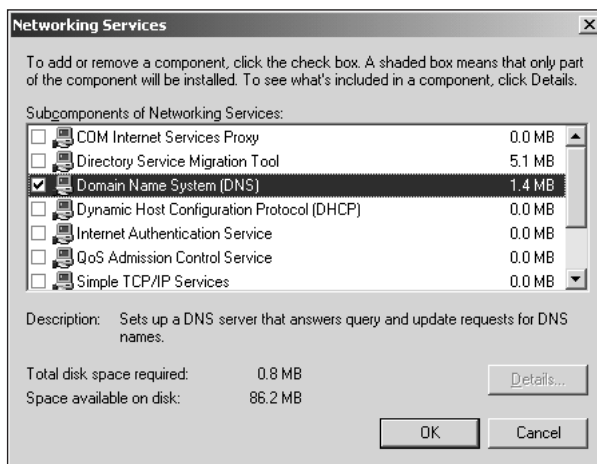 Networking Services
To add or remove a component, click the check box. A shaded box means that only part
of the component will be installed. To see what's included in a component, click Details.
Subcomponents of Networking Services:
COM Internet Services Proxy 0.0 MB
Directory Service Migration Tool 5.1 MB
Domain Name System (DNS) 1.4 MB
Dynamic Host Configuration Protocol (DHCP) 0.0 MB
Internet Authentication Service 0.0 MB
QoS Admission Control Service 0.0 MB
Simple TCP/IP Services 0.0 MB
Description: Sets up a DNS server that answers query and update requests for DNS
names.
Total disk space required: 0.8 MB
Space available on disk: 86.2 MB
Details...
OK Cancel